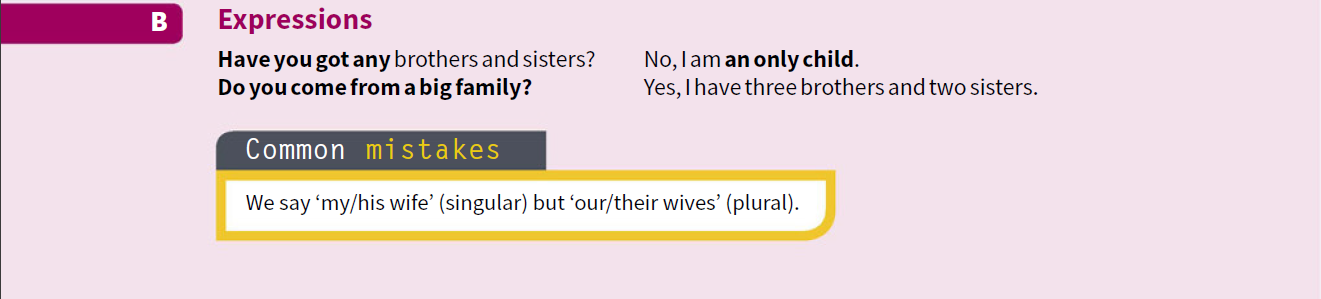 B Expressions
Have you got any brothers and sisters? No, I am an only child.
Do you come from a big family? Yes, I have three brothers and two sisters.
Common mistakes
We say ‘my/his wife’ (singular) but ‘our/their wives’ (plural).